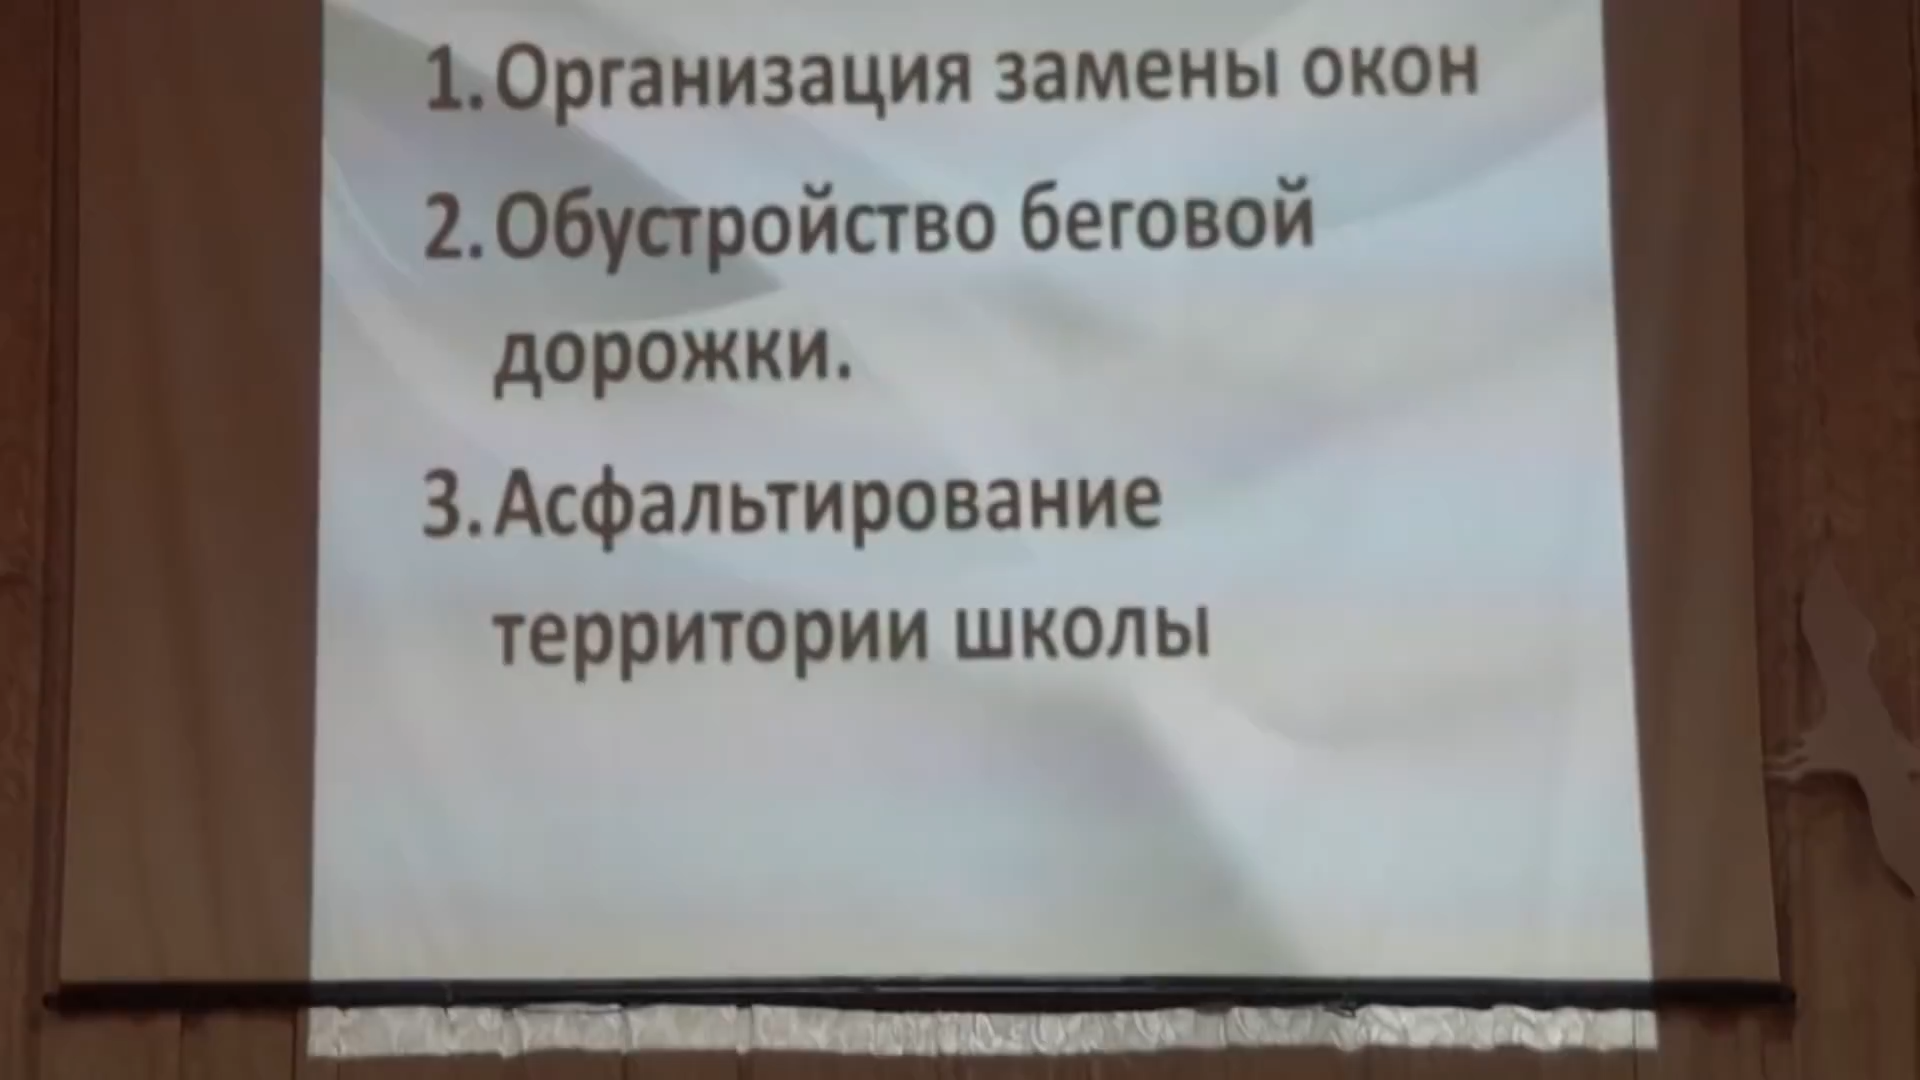 1. Организация замены окон
2. Обустройство беговой
дорожки.
3. Асфальтирование
территории школы